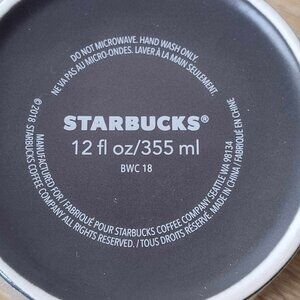 DO NOT MICROWAVE. HAND WASH ONLY.
NE VA PAS AU MICRO-ONDES. LAVER À LA MAIN SEULEMENT.
STARBUCKS®
12 fl oz/355 ml
BWC 18
©2018 STARBUCKS COFFEE COMPANY. ALL RIGHTS RESERVED. / TOUS DROITS RÉSERVÉS. MADE IN CHINA / FABRIQUÉ EN CHINE
MANUFACTURED FOR / FABRIQUÉ POUR STARBUCKS COFFEE COMPANY SEATTLE WA 98134